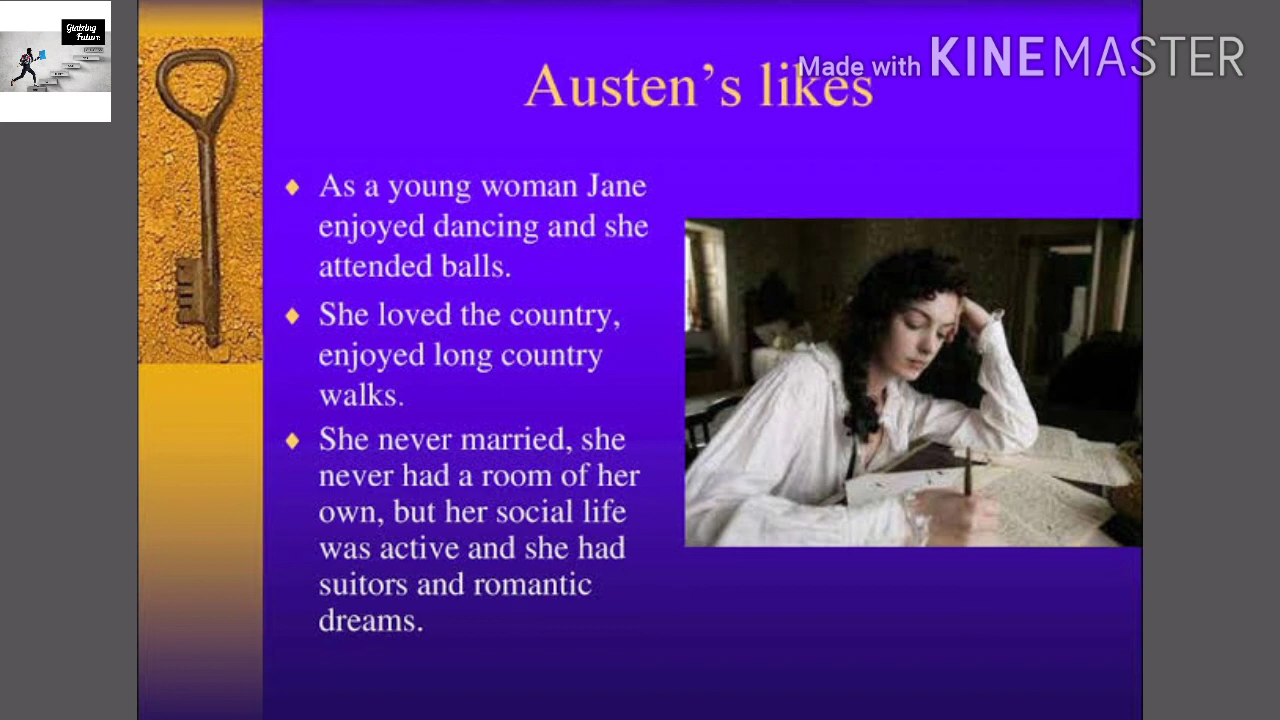 Giabring
Future
Made with KINEMASTER
Austen's likes
As a young woman Jane
enjoyed dancing and she
attended balls.
She loved the country,
enjoyed long country
walks.
She never married, she
never had a room of her
own, but her social life
was active and she had
suitors and romantic
dreams.